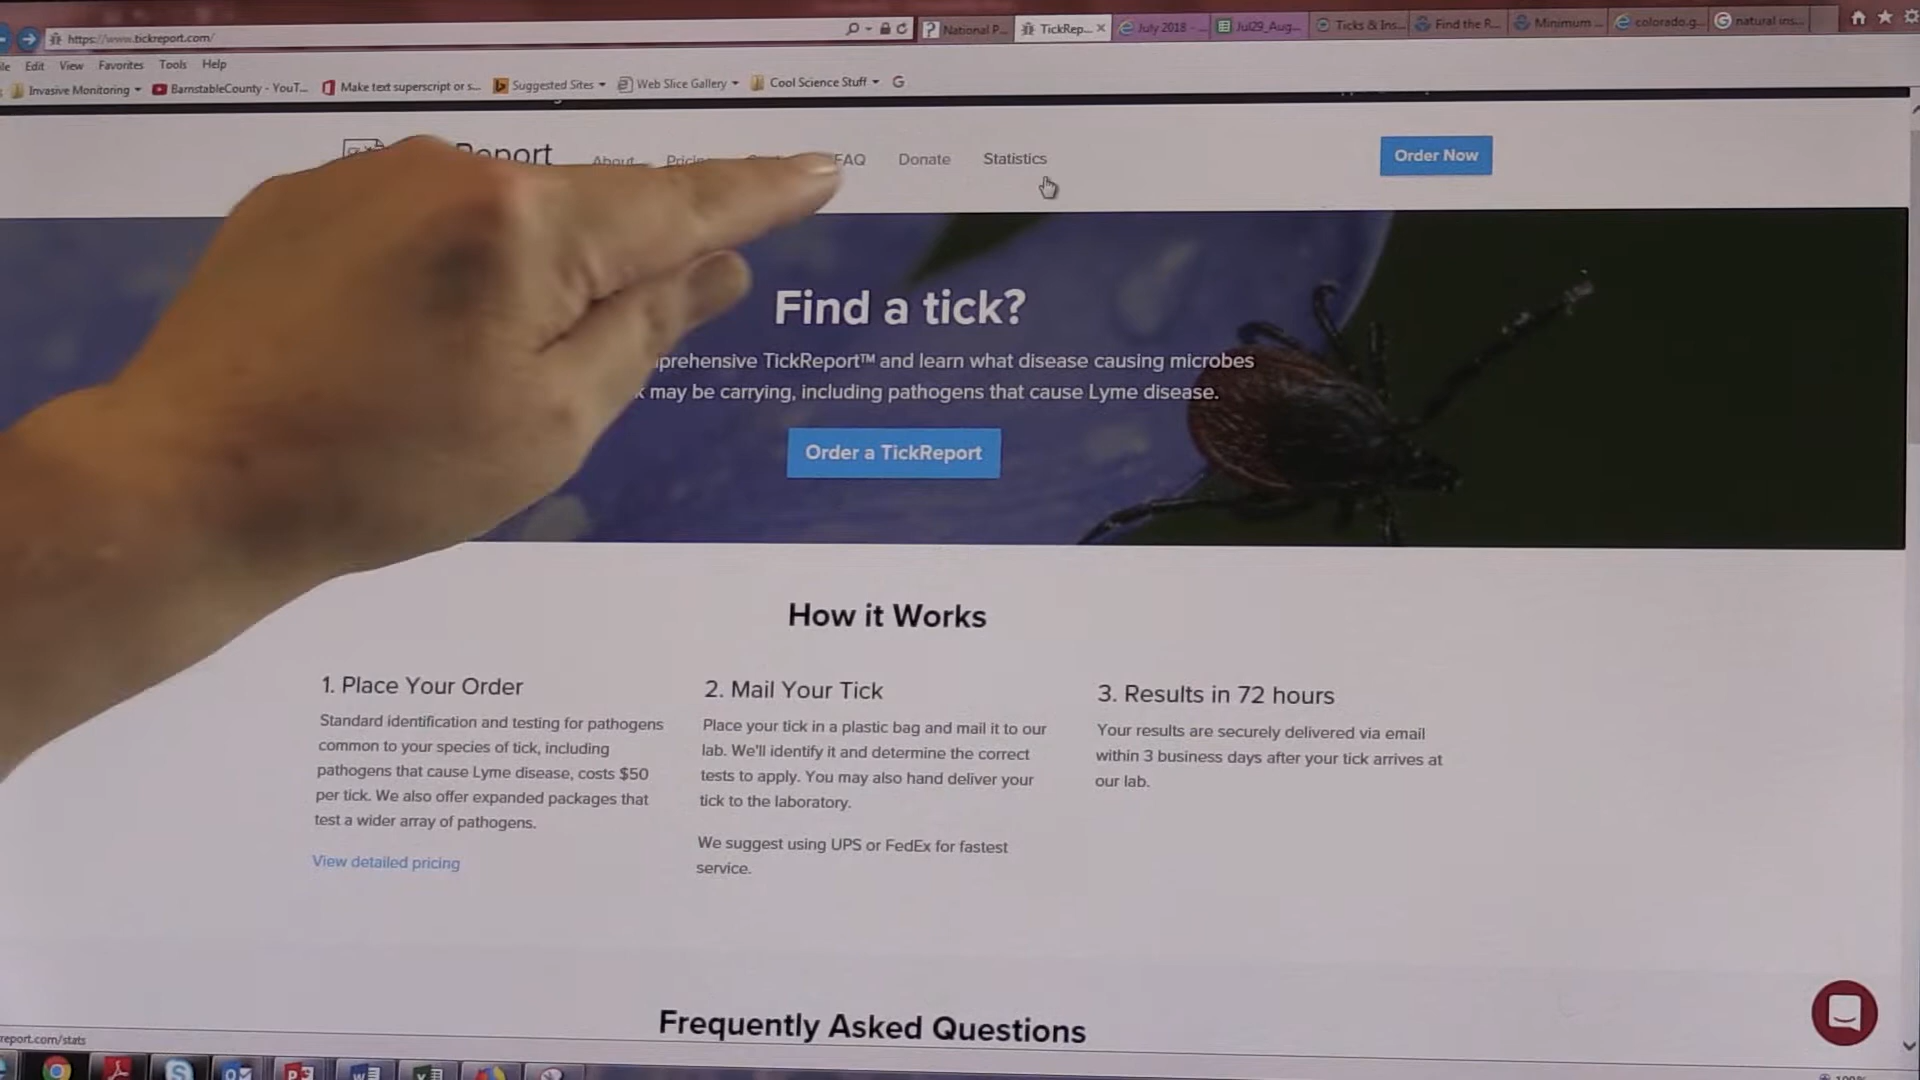 https://www.tickreport.com/
National P...
TickRep...
July 2018 - ...
Jul29_Aug...
Ticks & Ins...
Find the R...
Minimum ...
colorado.g...
natural ins...
Edit View Favorites Tools Help
Invasive Monitoring
BarnstableCounty - YouT...
Make text superscript or s...
Suggested Sites
Web Slice Gallery
Cool Science Stuff
Report
About
FAQ
Donate
Statistics
Order Now
Find a tick?
prehensive TickReport™ and learn what disease causing microbes
may be carrying, including pathogens that cause Lyme disease.
Order a TickReport
How it Works
1. Place Your Order
Standard identification and testing for pathogens
common to your species of tick, including
pathogens that cause Lyme disease, costs $50
per tick. We also offer expanded packages that
test a wider array of pathogens.
View detailed pricing
2. Mail Your Tick
Place your tick in a plastic bag and mail it to our
lab. We'll identify it and determine the correct
tests to apply. You may also hand deliver your
tick to the laboratory.
We suggest using UPS or FedEx for fastest
service.
3. Results in 72 hours
Your results are securely delivered via email
within 3 business days after your tick arrives at
our lab.
Frequently Asked Questions
report.com/stats